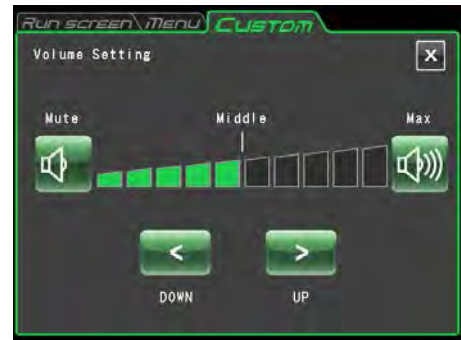 Run screen Menu Custom
Volume Setting X
Mute Middle Max
< >
DOWN UP